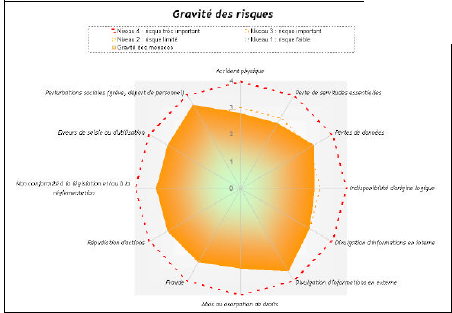 Gravité des risques
Niveau 4 : risque très important
Niveau 3 : risque important
Niveau 2 : risque limité
Niveau 1 : risque faible
Gravité des menaces
Accident physique
Perturbations sociales (grève, départ de personnel)
Perte de servitudes essentielles
Erreurs de saisie ou d'utilisation
Pertes de données
Non conformité à la législation et/ou à la
réglementation
Indisponibilité d'origine logique
Répudiation d'actions
Divulgation d'informations en interne
Fraude
Divulgation d'informations en externe
Abus ou usurpation de droits
4
3
2
1
0